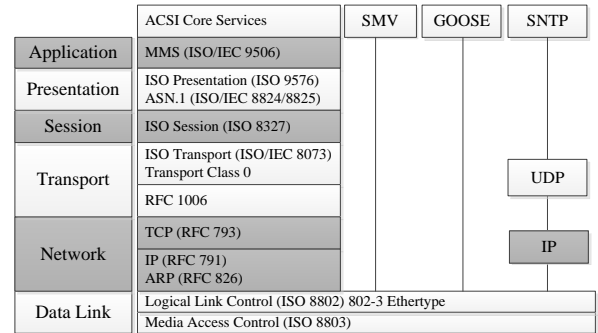 ACSI Core Services
SMV
GOOSE
SNTP
Application
MMS (ISO/IEC 9506)
Presentation
ISO Presentation (ISO 9576)
ASN.1 (ISO/IEC 8824/8825)
Session
ISO Session (ISO 8327)
Transport
ISO Transport (ISO/IEC 8073)
Transport Class 0
RFC 1006
UDP
Network
TCP (RFC 793)
IP (RFC 791)
ARP (RFC 826)
IP
Data Link
Logical Link Control (ISO 8802) 802-3 Ethertype
Media Access Control (ISO 8803)